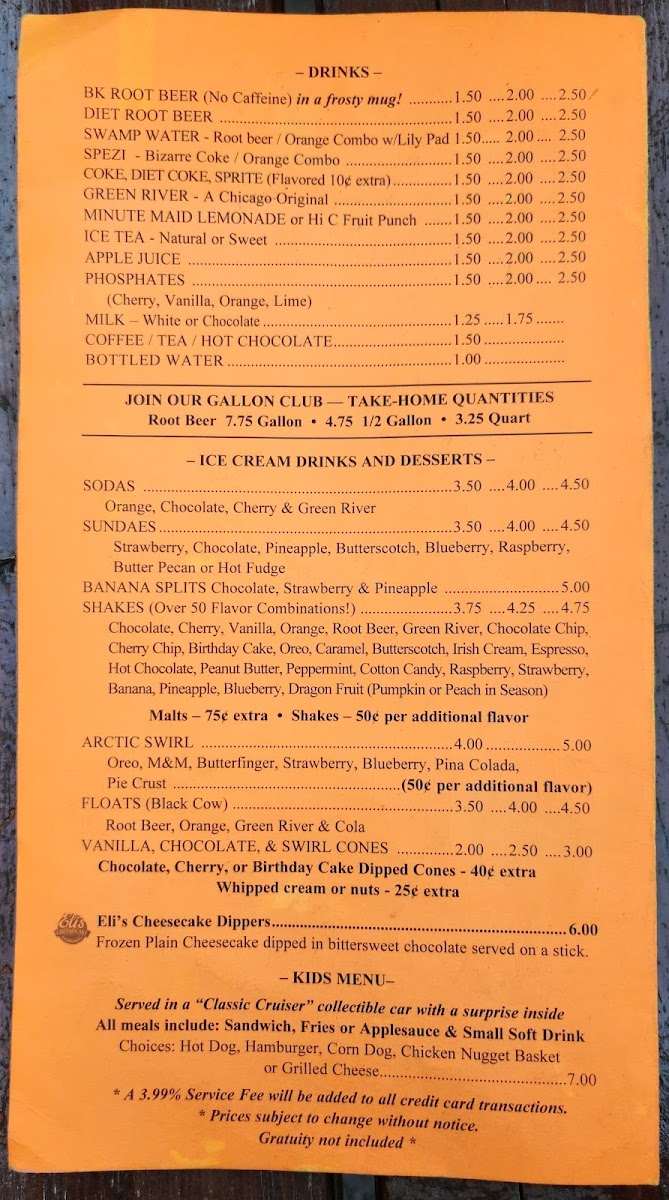 – DRINKS –
BK ROOT BEER (No Caffeine) in a frosty mug! ...........1.50 ....2.00 ....2.50
DIET ROOT BEER ..................................................1.50 ....2.00 ....2.50
SWAMP WATER - Root beer / Orange Combo w/Lily Pad 1.50..... 2.00 .... 2.50
SPEZI - Bizarre Coke / Orange Combo .......................1.50 ....2.00 ....2.50
COKE, DIET COKE, SPRITE (Flavored 10¢ extra).............1.50 ....2.00 ....2.50
GREEN RIVER - A Chicago Original ..........................1.50 ....2.00 ....2.50
MINUTE MAID LEMONADE or Hi C Fruit Punch .......1.50 ....2.00 ....2.50
ICE TEA - Natural or Sweet ........................................1.50 ....2.00 ....2.50
APPLE JUICE ..........................................................1.50 ....2.00 ....2.50
PHOSPHATES .........................................................1.50 ....2.00 .... 2.50
(Cherry, Vanilla, Orange, Lime)
MILK – White or Chocolate..........................................1.25 .....1.75 .......
COFFEE / TEA / HOT CHOCOLATE..........................1.50 ....................
BOTTLED WATER ..................................................1.00 ....................
JOIN OUR GALLON CLUB — TAKE-HOME QUANTITIES
Root Beer 7.75 Gallon • 4.75 1/2 Gallon • 3.25 Quart
– ICE CREAM DRINKS AND DESSERTS –
SODAS ....................................................................3.50 ....4.00 ....4.50
Orange, Chocolate, Cherry & Green River
SUNDAES.................................................................3.50 ....4.00 ....4.50
Strawberry, Chocolate, Pineapple, Butterscotch, Blueberry, Raspberry,
Butter Pecan or Hot Fudge
BANANA SPLITS Chocolate, Strawberry & Pineapple .........................5.00
SHAKES (Over 50 Flavor Combinations!) ....................3.75 ....4.25 ....4.75
Chocolate, Cherry, Vanilla, Orange, Root Beer, Green River, Chocolate Chip,
Cherry Chip, Birthday Cake, Oreo, Caramel, Butterscotch, Irish Cream, Espresso,
Hot Chocolate, Peanut Butter, Peppermint, Cotton Candy, Raspberry, Strawberry,
Banana, Pineapple, Blueberry, Dragon Fruit (Pumpkin or Peach in Season)
Malts – 75¢ extra • Shakes – 50¢ per additional flavor
ARCTIC SWIRL .......................................................4.00 .................5.00
Oreo, M&M, Butterfinger, Strawberry, Blueberry, Pina Colada,
Pie Crust ..................................................(50¢ per additional flavor)
FLOATS (Black Cow) ................................................3.50 ....4.00 ....4.50
Root Beer, Orange, Green River & Cola
VANILLA, CHOCOLATE, & SWIRL CONES .............2.00 ....2.50 ....3.00
Chocolate, Cherry, or Birthday Cake Dipped Cones - 40¢ extra
Whipped cream or nuts - 25¢ extra
Eli's Cheesecake Dippers..................................................................6.00
Frozen Plain Cheesecake dipped in bittersweet chocolate served on a stick.
– KIDS MENU–
Served in a “Classic Cruiser” collectible car with a surprise inside
All meals include: Sandwich, Fries or Applesauce & Small Soft Drink
Choices: Hot Dog, Hamburger, Corn Dog, Chicken Nugget Basket
or Grilled Cheese..........................................7.00
* A 3.99% Service Fee will be added to all credit card transactions.
* Prices subject to change without notice.
Gratuity not included *